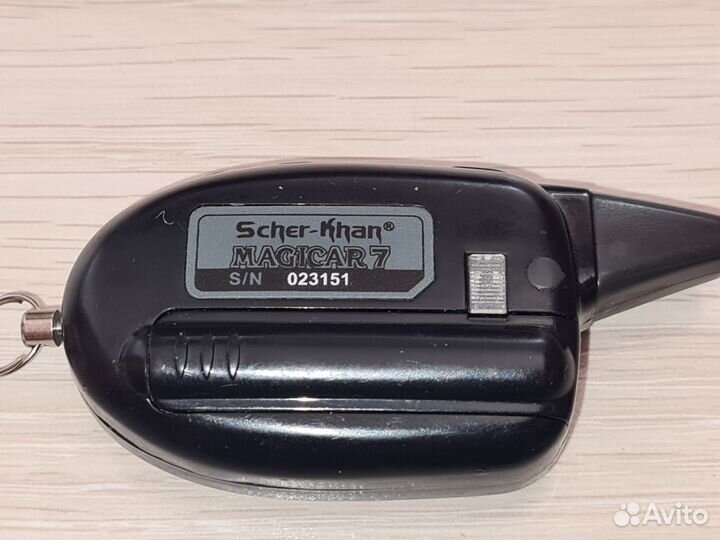 Scher-Khan®
MAGICAR 7
S/N 023151
Avito